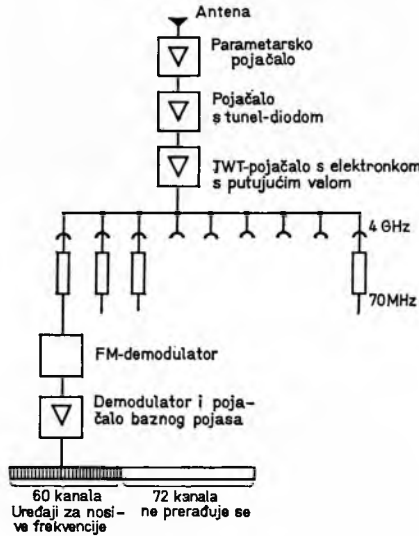 Antena
Parametarsko
pojačalo
Pojačalo
s tunel-diodom
TWT-pojačalo s elektronkom
s putujućim valom
4 GHz
70MHz
FM-demodulator
Demodulator i poja-
čalo baznog pojasa
60 kanala
Uređaji za nosi-
ve frekvencije
72 kanala
ne prerađuje se